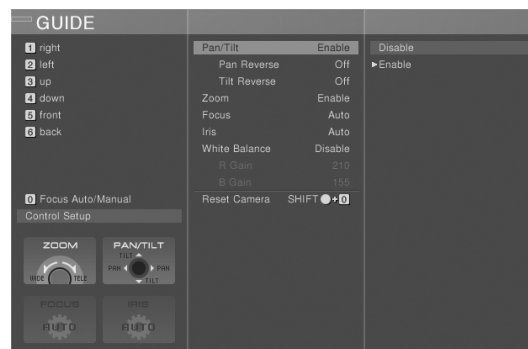 GUIDE
1 right
2 left
3 up
4 down
5 front
6 back
0 Focus Auto/Manual
Control Setup
ZOOM
WIDE
TELE
PAN/TILT
TILT
PAN
PAN
TILT
FOCUS
AUTO
IRIS
AUTO
Pan/Tilt Enable
Pan Reverse Off
Tilt Reverse Off
Zoom Enable
Focus Auto
Iris Auto
White Balance Disable
R Gain 210
B Gain 155
Reset Camera SHIFT+0
Disable
►Enable